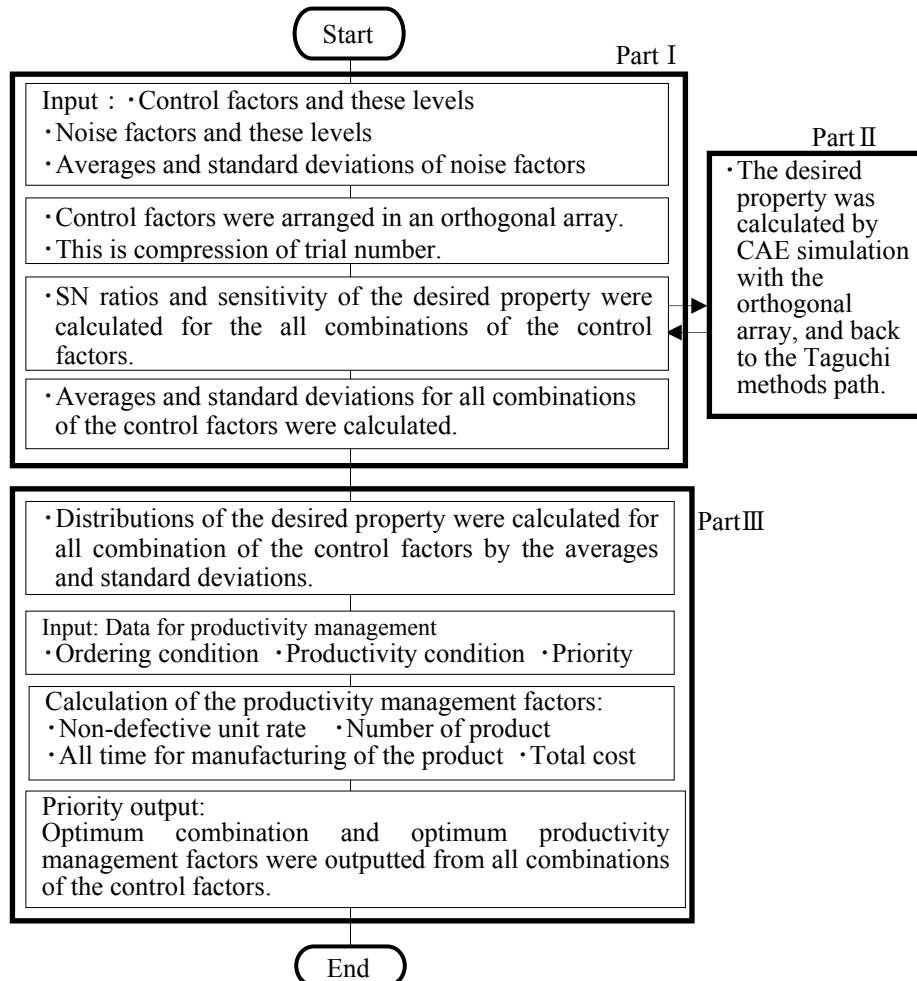 Start
Part Ⅰ
Input：・Control factors and these levels
・Noise factors and these levels
・Averages and standard deviations of noise factors
・Control factors were arranged in an orthogonal array.
・This is compression of trial number.
・SN ratios and sensitivity of the desired property were
calculated for the all combinations of the control
factors.
・Averages and standard deviations for all combinations
of the control factors were calculated.
Part Ⅱ
・The desired
property was
calculated by
CAE simulation
with the
orthogonal
array, and back
to the Taguchi
methods path.
PartⅢ
・Distributions of the desired property were calculated for
all combination of the control factors by the averages
and standard deviations.
Input: Data for productivity management
・Ordering condition ・Productivity condition ・Priority
Calculation of the productivity management factors:
・Non-defective unit rate ・Number of product
・All time for manufacturing of the product ・Total cost
Priority output:
Optimum combination and optimum productivity
management factors were outputted from all combinations
of the control factors.
End